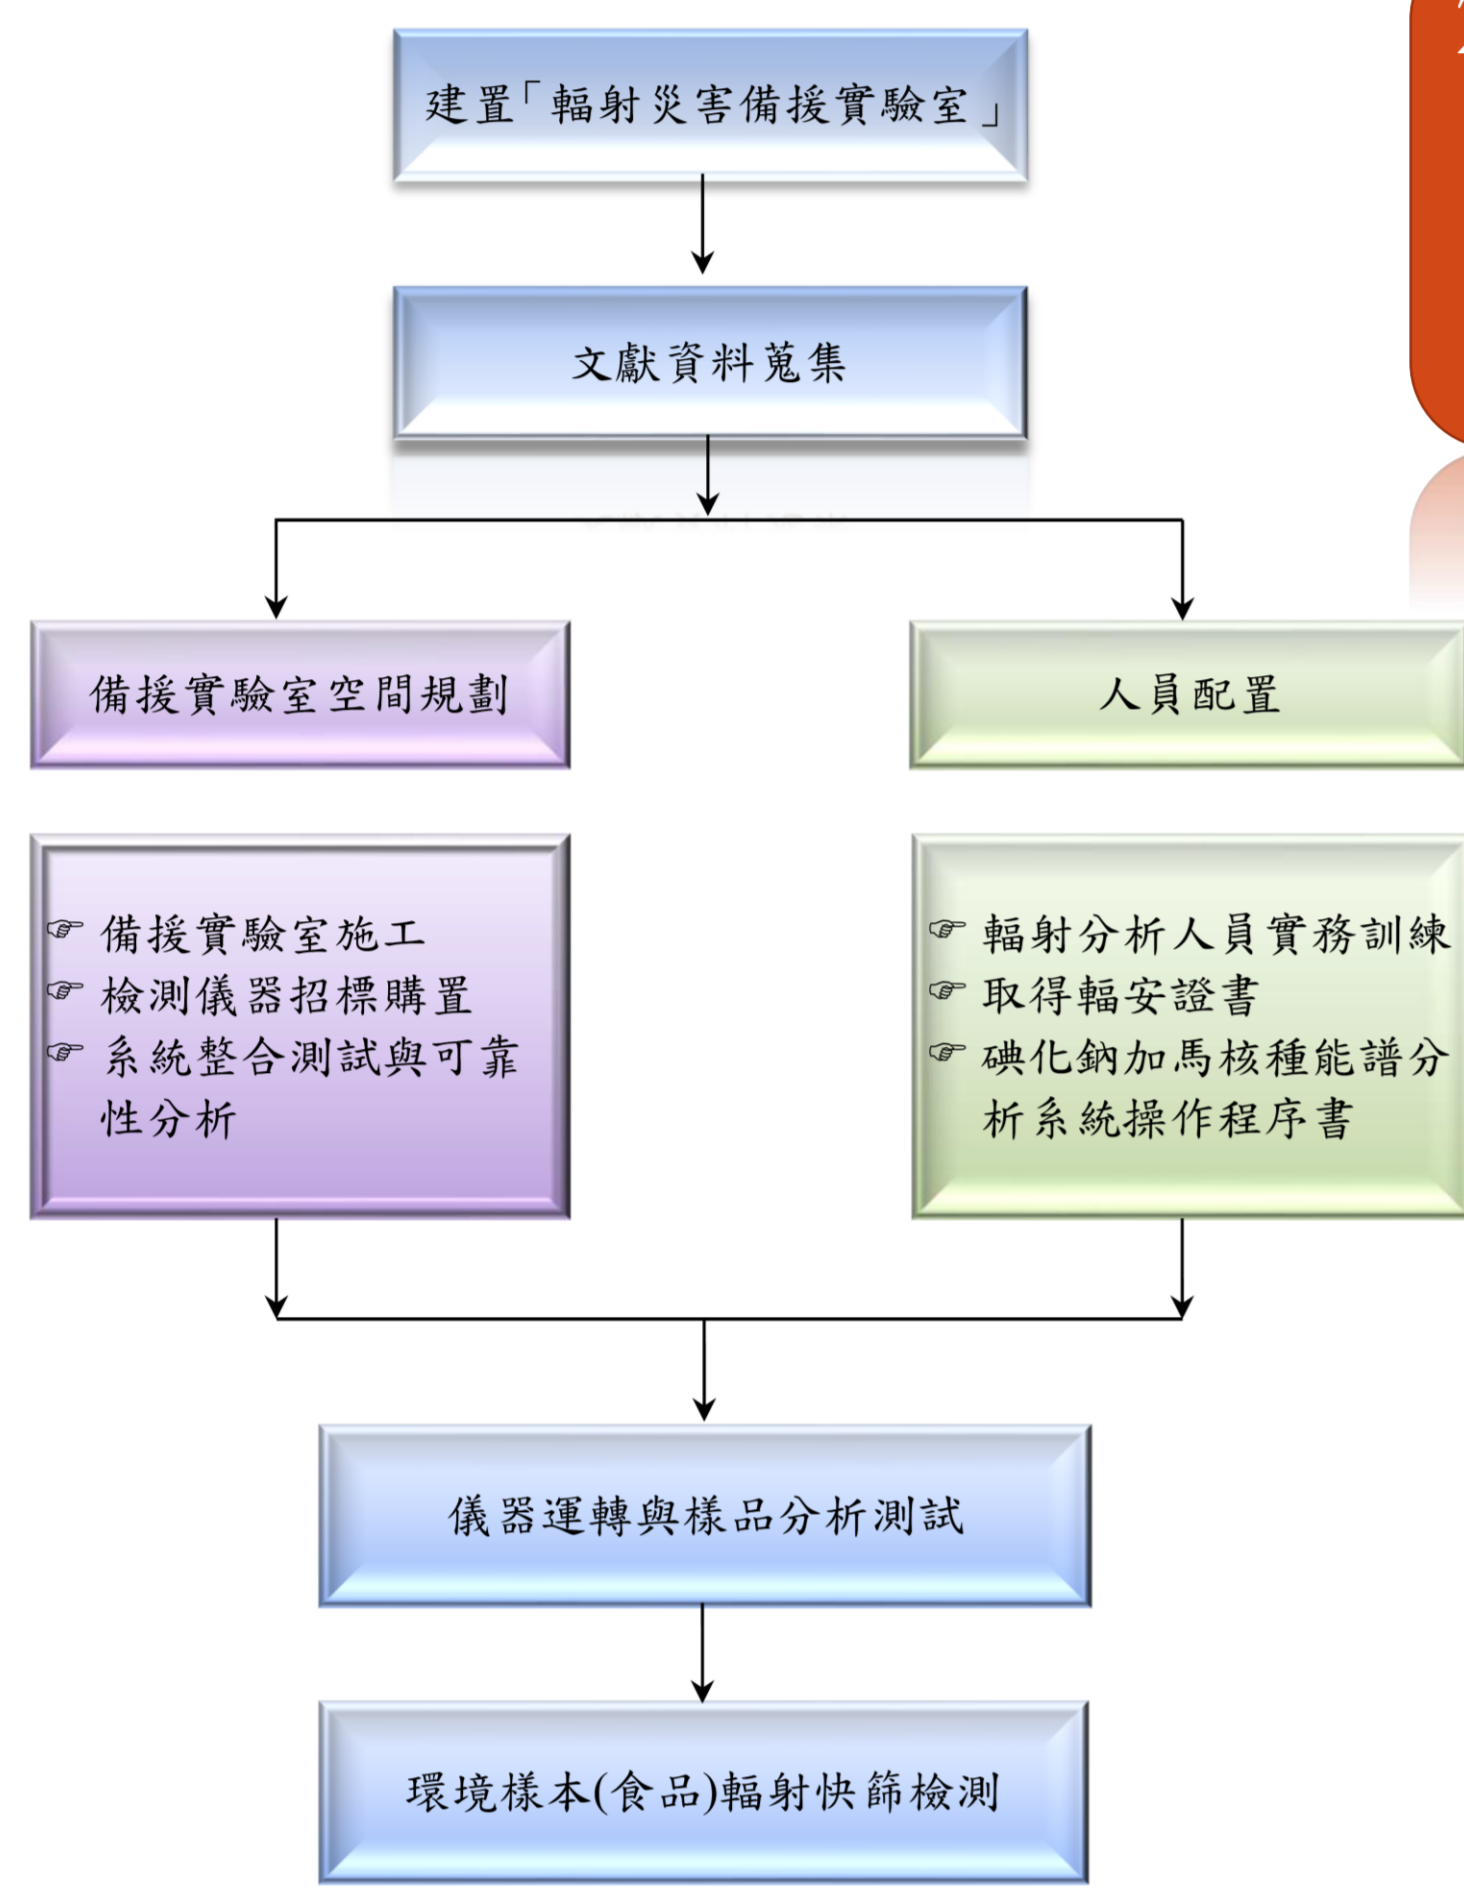 建置「輻射災害備援實驗室」
文獻資料蒐集
備援實驗室空間規劃
人員配置
☞ 備援實驗室施工
☞ 檢測儀器招標購置
☞ 系統整合測試與可靠
性分析
☞ 輻射分析人員實務訓練
☞ 取得輻安證書
☞ 碘化鈉加馬核種能譜分
析系統操作程序書
儀器運轉與樣品分析測試
環境樣本(食品)輻射快篩檢測